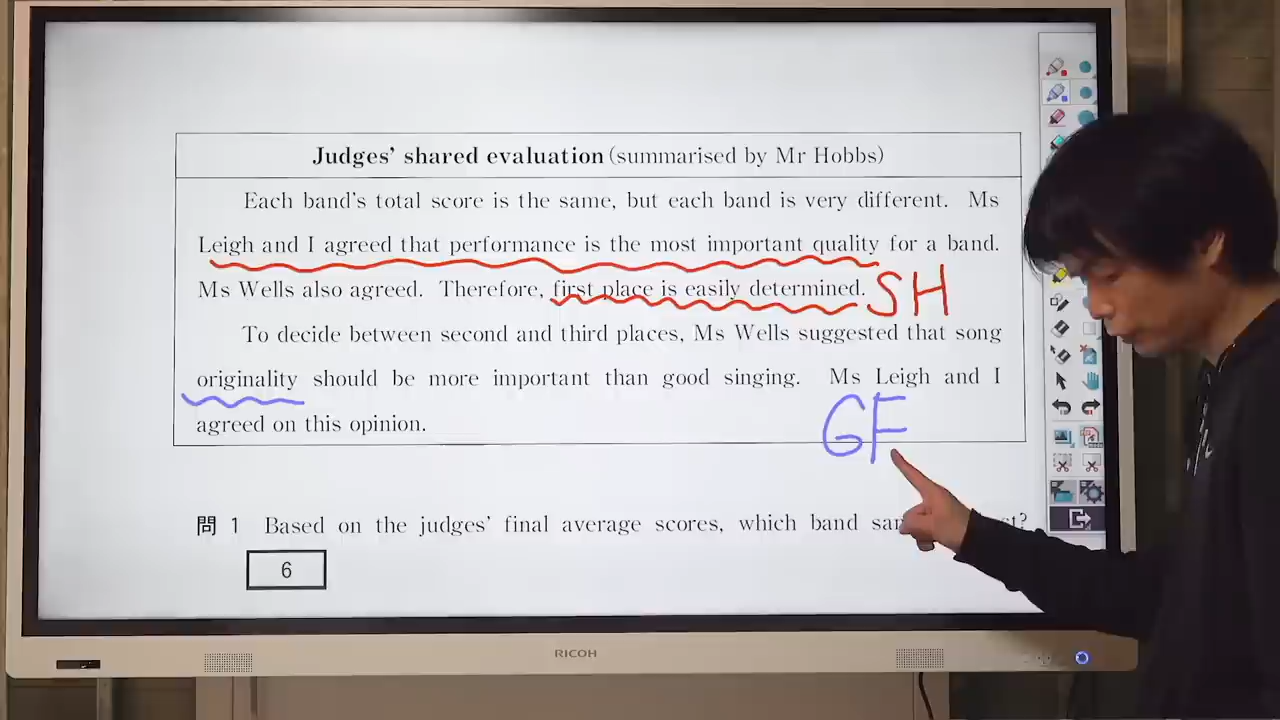 Judges' shared evaluation (summarised by Mr Hobbs)
Each band's total score is the same, but each band is very different. Ms
Leigh and I agreed that performance is the most important quality for a band.
Ms Wells also agreed. Therefore, first place is easily determined. SH
To decide between second and third places, Ms Wells suggested that song
originality should be more important than good singing. Ms Leigh and I
agreed on this opinion.
GF
問1 Based on the judges' final average scores, which band
6
RICOH